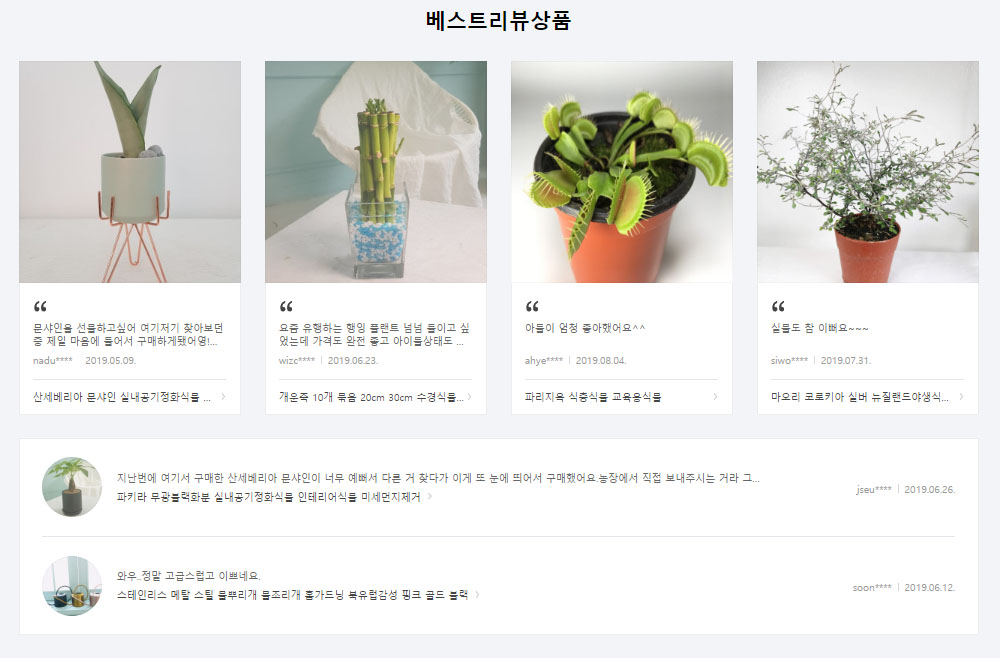 베스트리뷰상품
“
문샤인을 선물하고싶어 여기저기 찾아보던
중 제일 마음에 들어서 구매하게됐어영!...
nadu**** 2019.05.09.
산세베리아 문샤인 실내공기정화식물 ...
“
요즘 유행하는 행잉 플랜트 넘넘 들이고 싶
었는데 가격도 완전 좋고 아이들상태도 ...
wizc**** 2019.06.23.
개운죽 10개 묶음 20cm 30cm 수경식물...
“
아들이 엄청 좋아했어요^^
ahye**** 2019.08.04.
파리지옥 식충식물 교육용식물
“
실물도 참 이뻐요~~~
siwo**** 2019.07.31.
마오리 코로키아 실버 뉴질랜드야생식...
지난번에 여기서 구매한 산세베리아 문샤인이 너무 예뻐서 다른 거 찾다가 이게 또 눈에 띄어서 구매했어요.농장에서 직접 보내주시는 거라 그...
파키라 무광블랙화분 실내공기정화식물 인테리어식물 미세먼지제거
jseu**** 2019.06.26.
와우..정말 고급스럽고 이쁘네요.
스테인리스 메탈 스틸 물뿌리개 물조리개 홈가드닝 북유럽감성 핑크 골드 블랙
soon**** 2019.06.12.